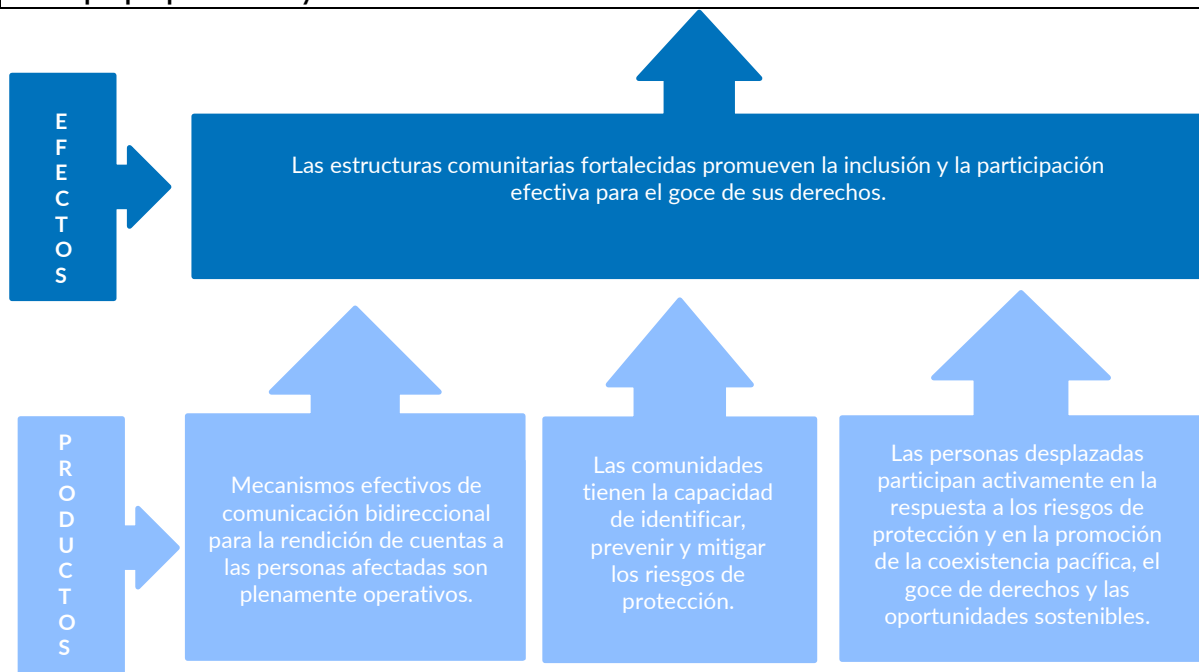 EFECTOS
Las estructuras comunitarias fortalecidas promueven la inclusión y la participación
efectiva para el goce de sus derechos.
PRODUCTOS
Mecanismos efectivos de
comunicación bidireccional
para la rendición de cuentas a
las personas afectadas son
plenamente operativos.
Las comunidades
tienen la capacidad
de identificar,
prevenir y mitigar
los riesgos de
protección.
Las personas desplazadas
participan activamente en la
respuesta a los riesgos de
protección y en la promoción
de la coexistencia pacífica, el
goce de derechos y las
oportunidades sostenibles.